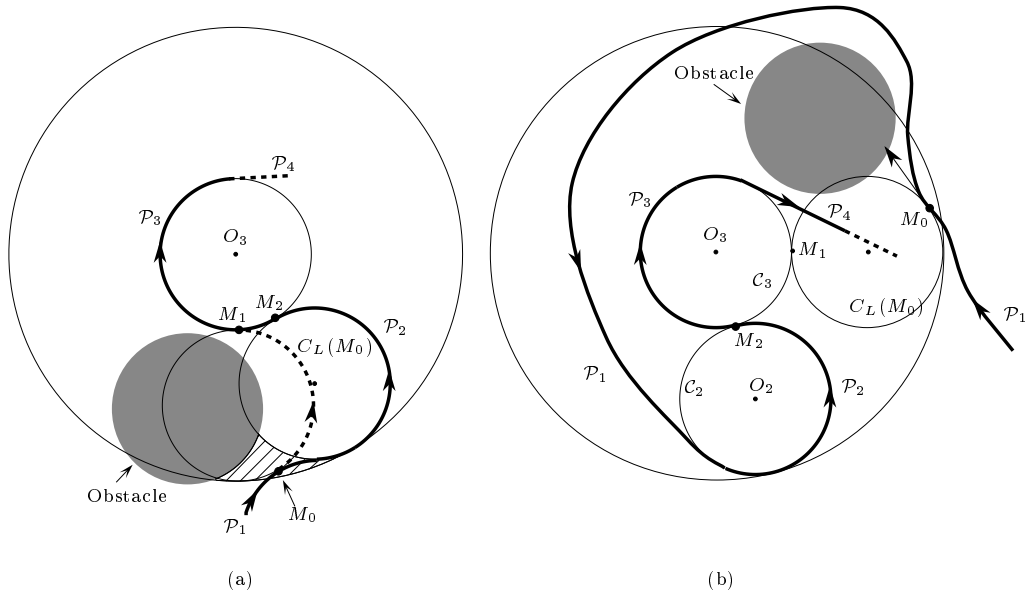 𝒫₄
𝒫₃
O₃
M₁
M₂
𝒫₂
C_L(M₀)
Obstacle
M₀
𝒫₁
(a)
Obstacle
𝒫₃
O₃
𝒫₄
M₀
M₁
𝒞₃
C_L(M₀)
𝒫₁
M₂
𝒫₁
𝒞₂
O₂
𝒫₂
(b)